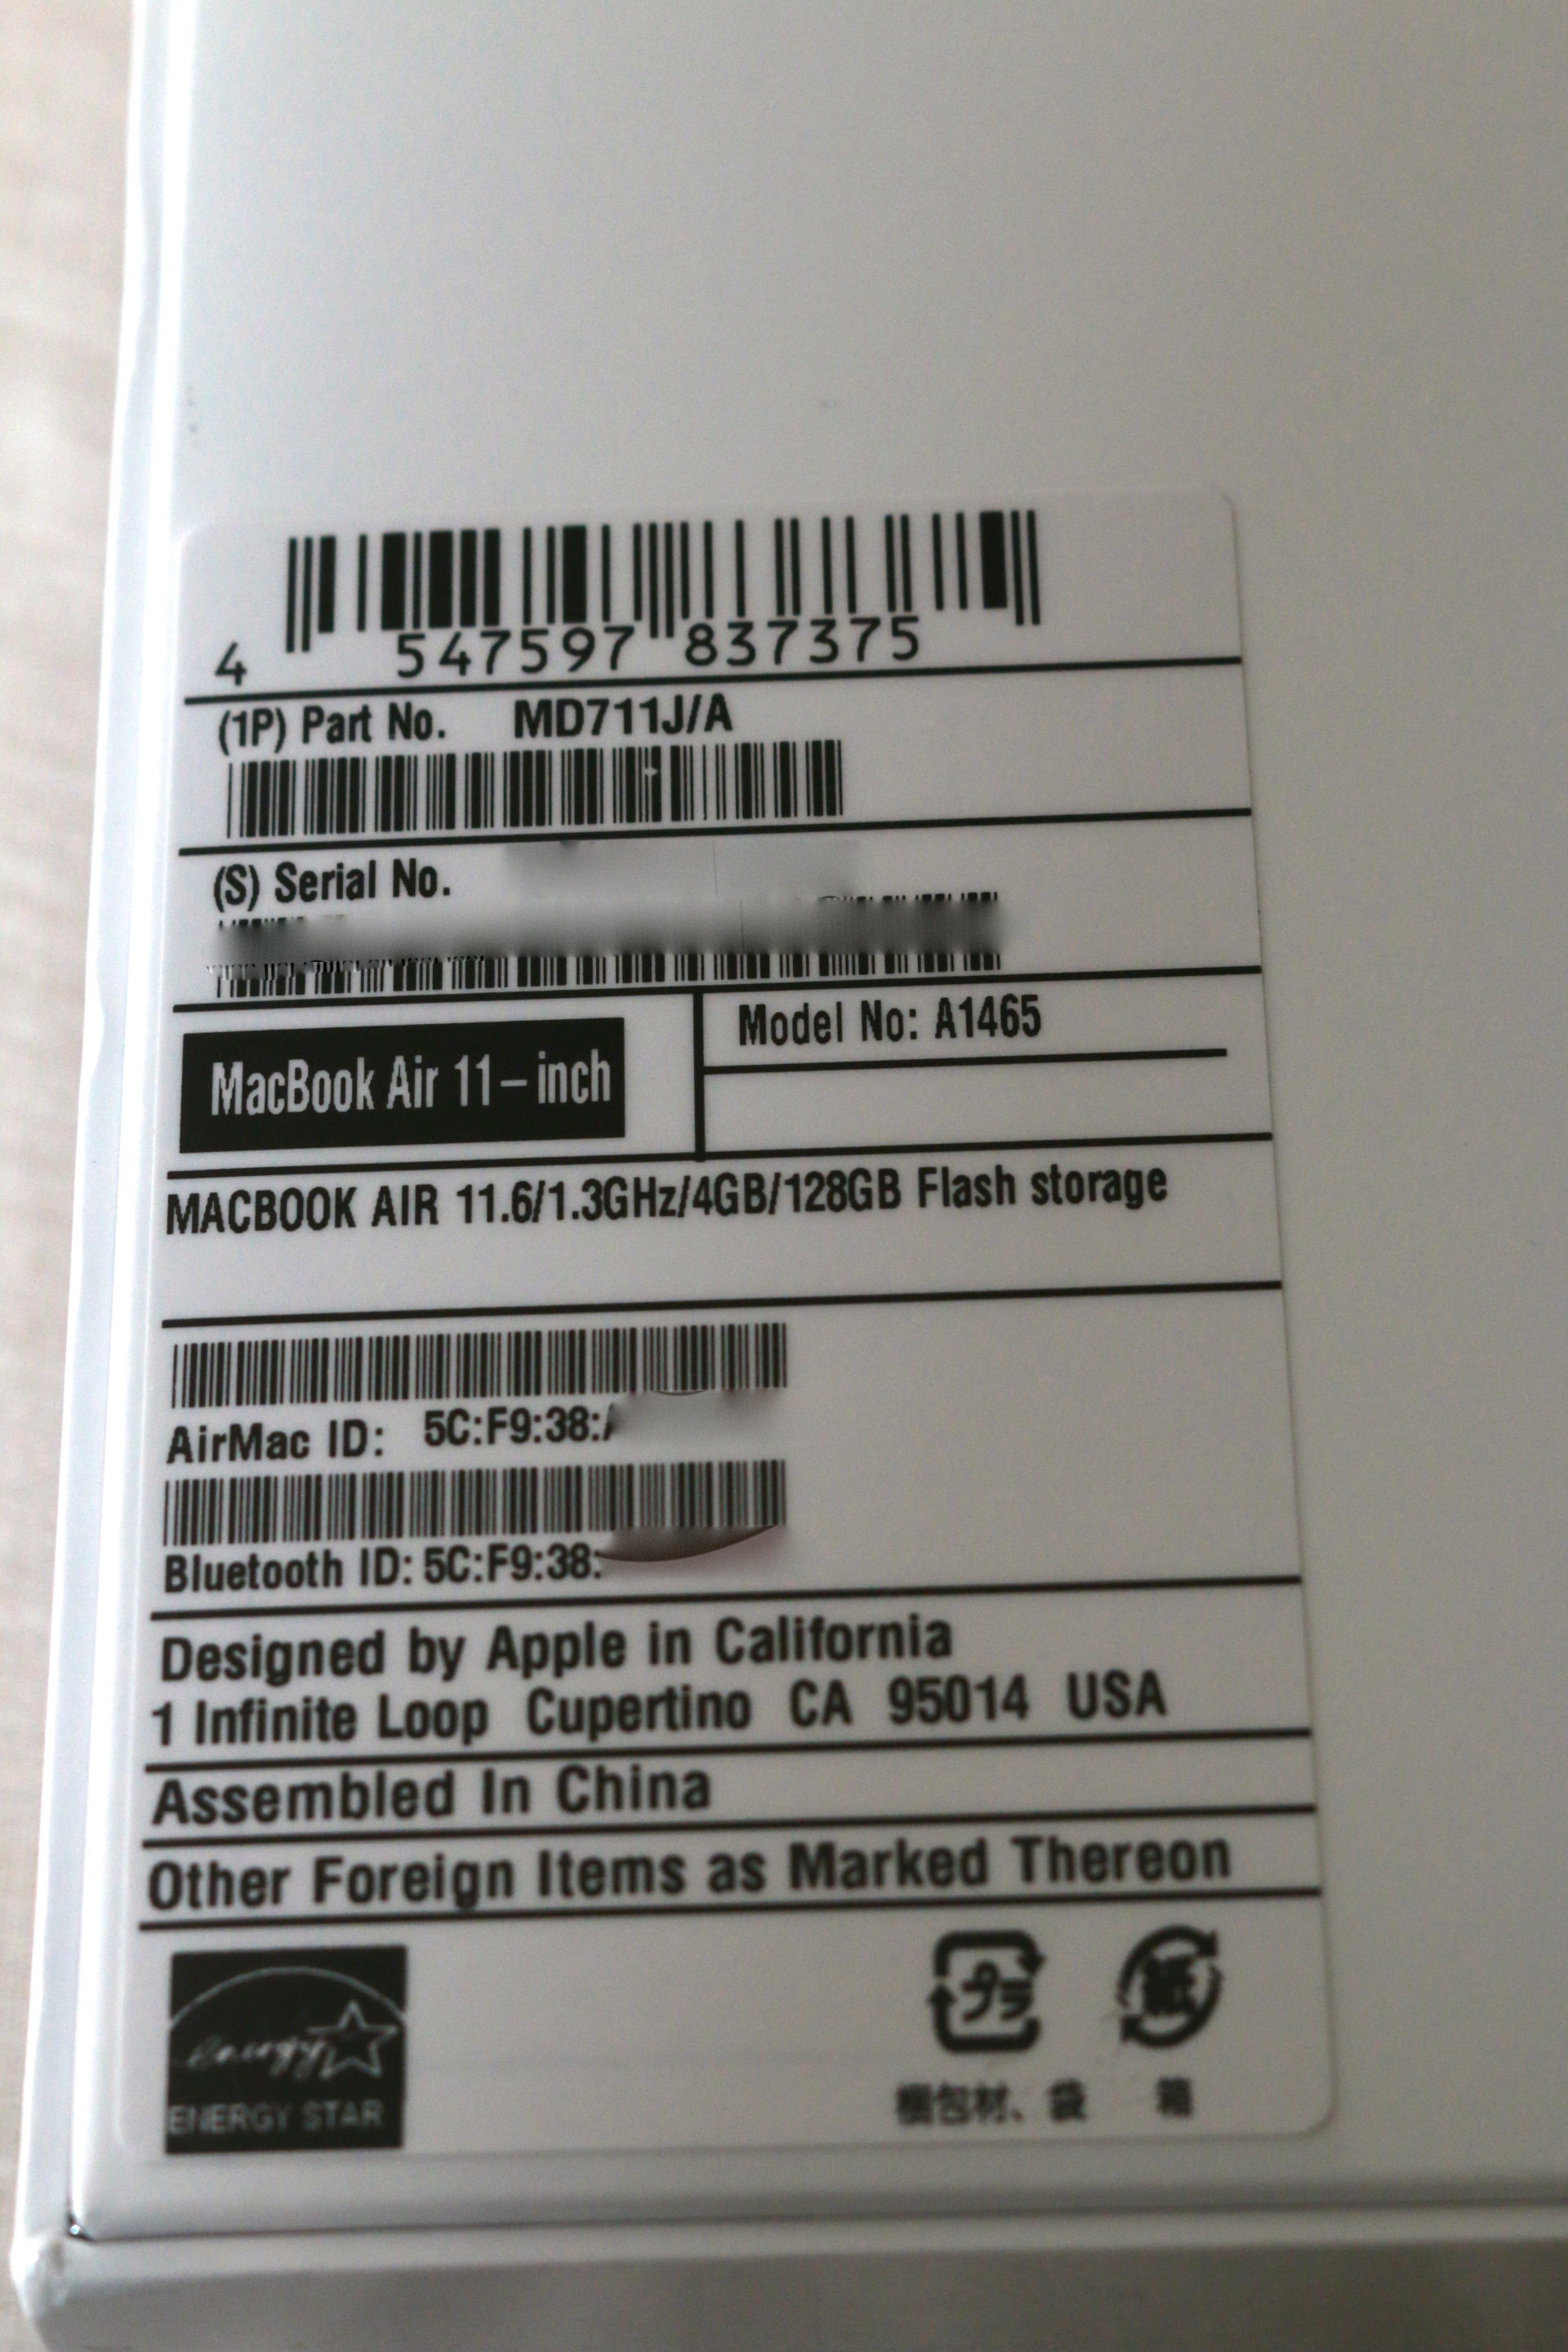 4 547597 837375
(1P) Part No. MD711J/A
(S) Serial No.
MacBook Air 11-inch
Model No: A1465
MACBOOK AIR 11.6/1.3GHz/4GB/128GB Flash storage
AirMac ID: 5C:F9:38:
Bluetooth ID: 5C:F9:38:
Designed by Apple in California
1 Infinite Loop Cupertino CA 95014 USA
Assembled In China
Other Foreign Items as Marked Thereon
energy
ENERGY STAR
プラ 紙
梱包材、袋 箱